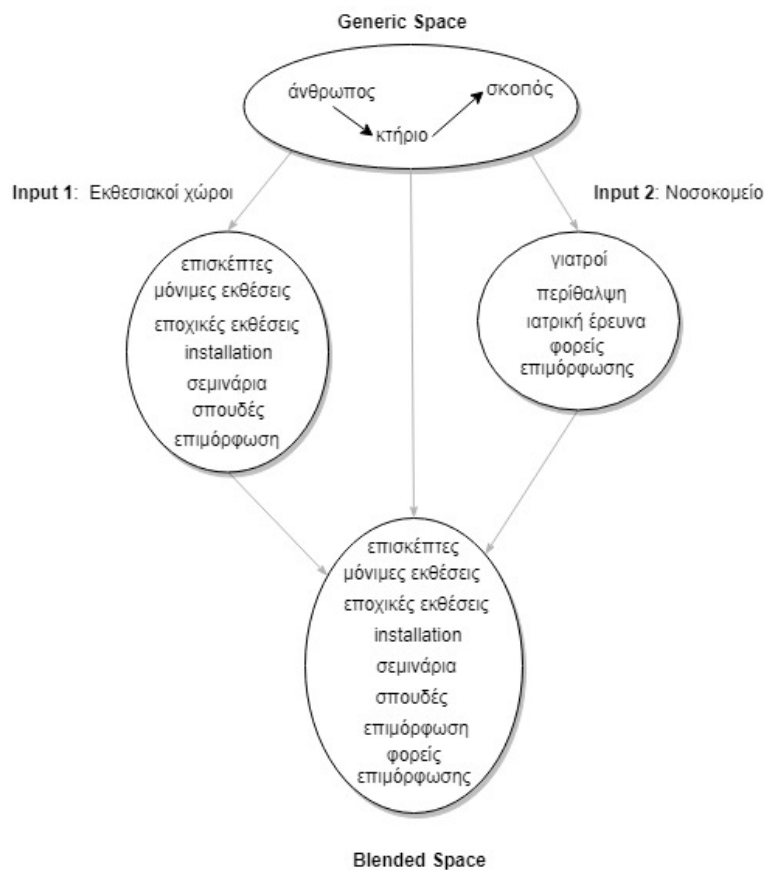 Generic Space
άνθρωπος
σκοπός
κτήριο
Input 1: Εκθεσιακοί χώροι
Input 2: Νοσοκομείο
επισκέπτες
μόνιμες εκθέσεις
εποχικές εκθέσεις
installation
σεμινάρια
σπουδές
επιμόρφωση
γιατροί
περίθαλψη
ιατρική έρευνα
φορείς
επιμόρφωσης
επισκέπτες
μόνιμες εκθέσεις
εποχικές εκθέσεις
installation
σεμινάρια
σπουδές
επιμόρφωση
φορείς
επιμόρφωσης
Blended Space